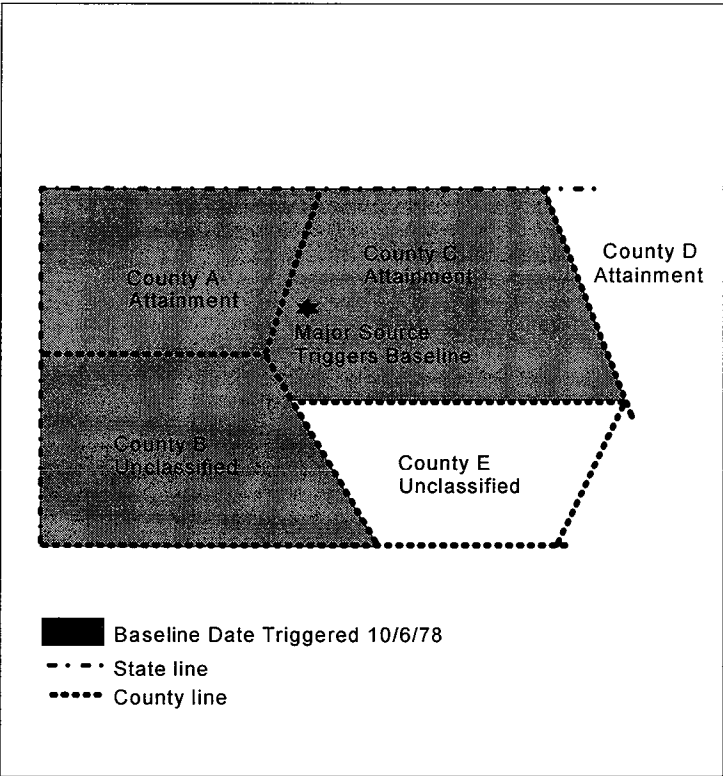 County A
Attainment
County C
Attainment
County D
Attainment
Major Source
Triggers Baseline
County B
Unclassified
County E
Unclassified
Baseline Date Triggered 10/6/78
State line
County line